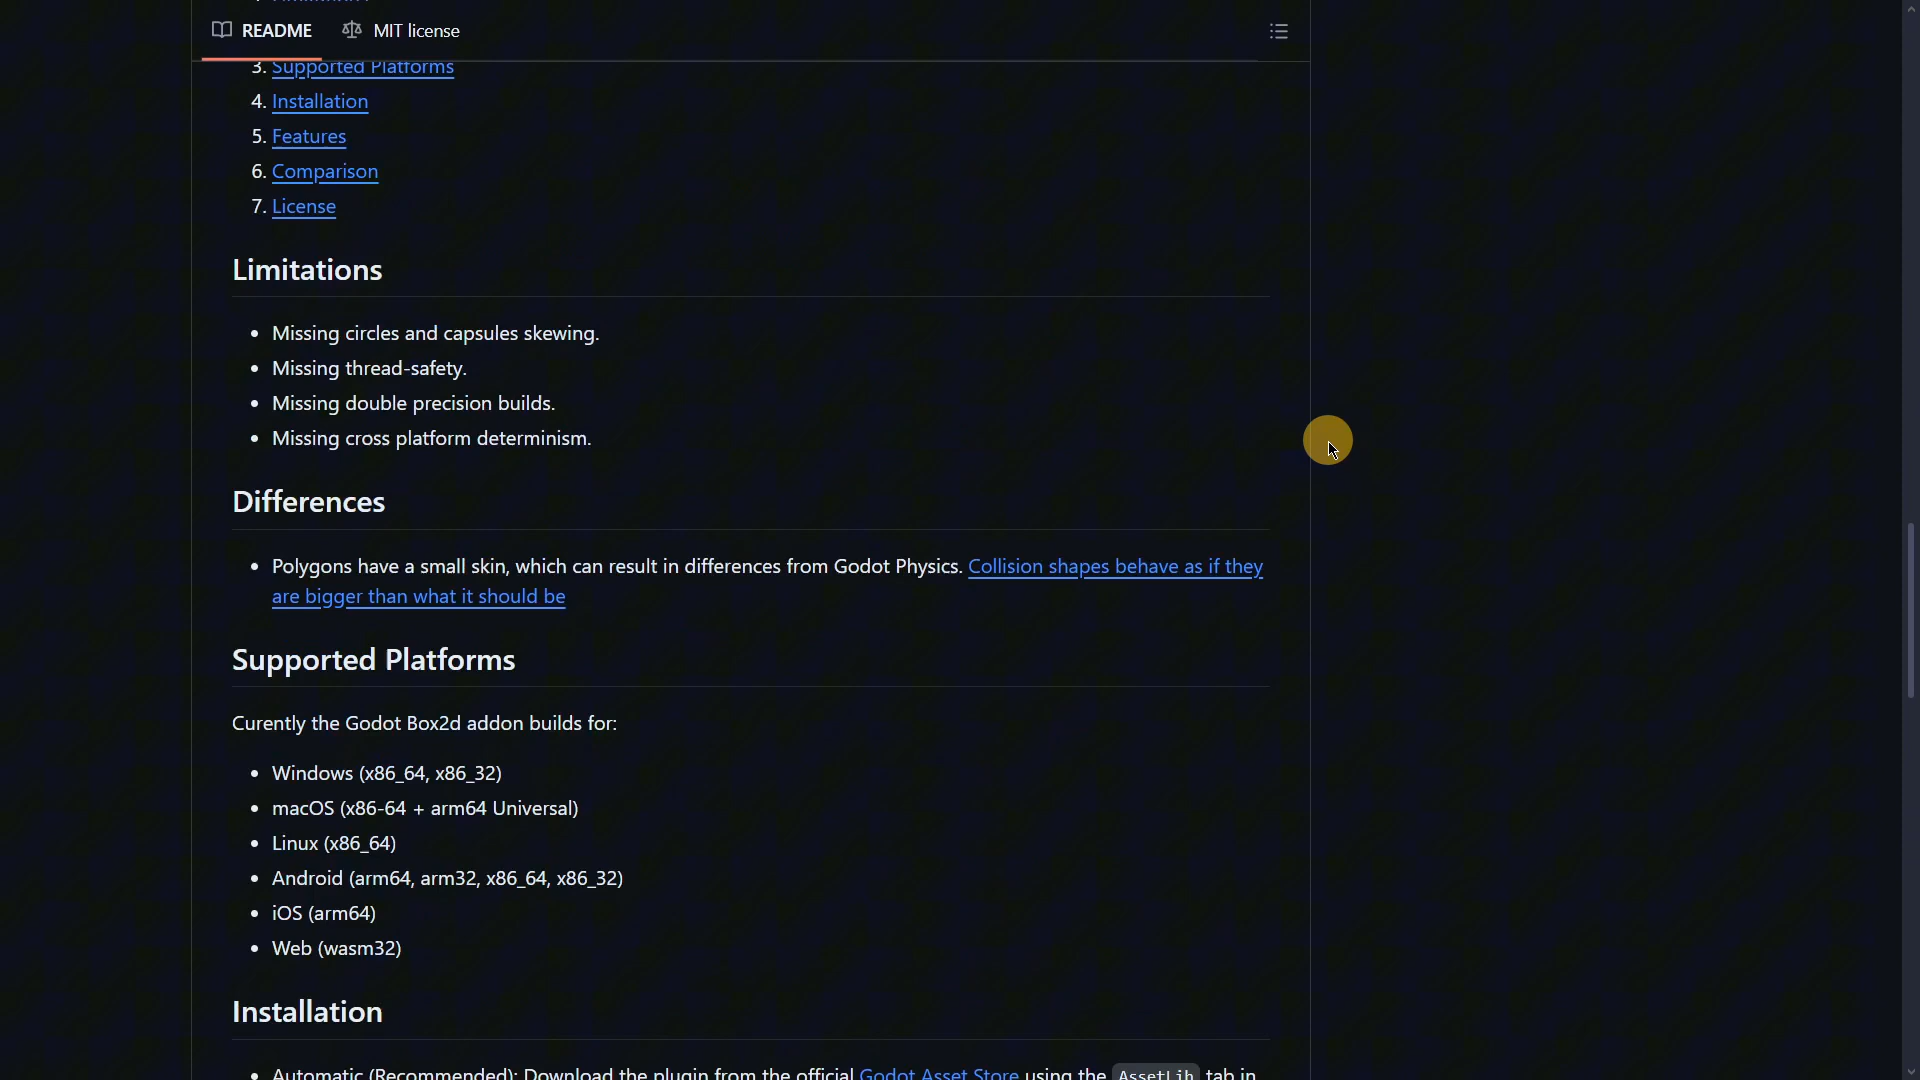 README MIT license
3. Supported Platforms
4. Installation
5. Features
6. Comparison
7. License
Limitations
• Missing circles and capsules skewing.
• Missing thread-safety.
• Missing double precision builds.
• Missing cross platform determinism.
Differences
• Polygons have a small skin, which can result in differences from Godot Physics. Collision shapes behave as if they
are bigger than what it should be
Supported Platforms
Curently the Godot Box2d addon builds for:
• Windows (x86_64, x86_32)
• macOS (x86-64 + arm64 Universal)
• Linux (x86_64)
• Android (arm64, arm32, x86_64, x86_32)
• iOS (arm64)
• Web (wasm32)
Installation
• Automatic (Recommended): Download the plugin from the official Godot Asset Store using the AssetLib tab in